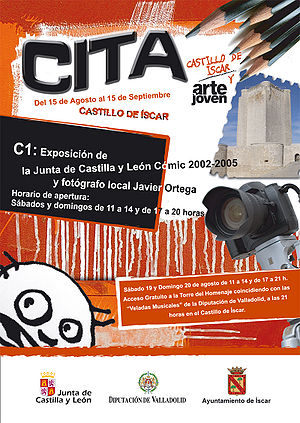 CITA
CASTILLO DE
ÍSCAR
Y
arte
joven
Del 15 de Agosto al 15 de Septiembre
CASTILLO DE ÍSCAR
C1: Exposición de
la Junta de Castilla y León Cómic 2002-2005
y fotógrafo local Javier Ortega
Horario de apertura:
Sábados y domingos de 11 a 14 y de 17 a 20 horas
Sábado 19 y Domingo 20 de agosto de 11 a 14 y de 17 a 21 h.
Acceso Gratuito a la Torre del Homenaje coincidiendo con las
"Veladas Musicales" de la Diputación de Valladolid, a las 21
horas en el Castillo de Íscar.
Junta de
Castilla y León
DIPUTACIÓN DE VALLADOLID
Ayuntamiento de Íscar